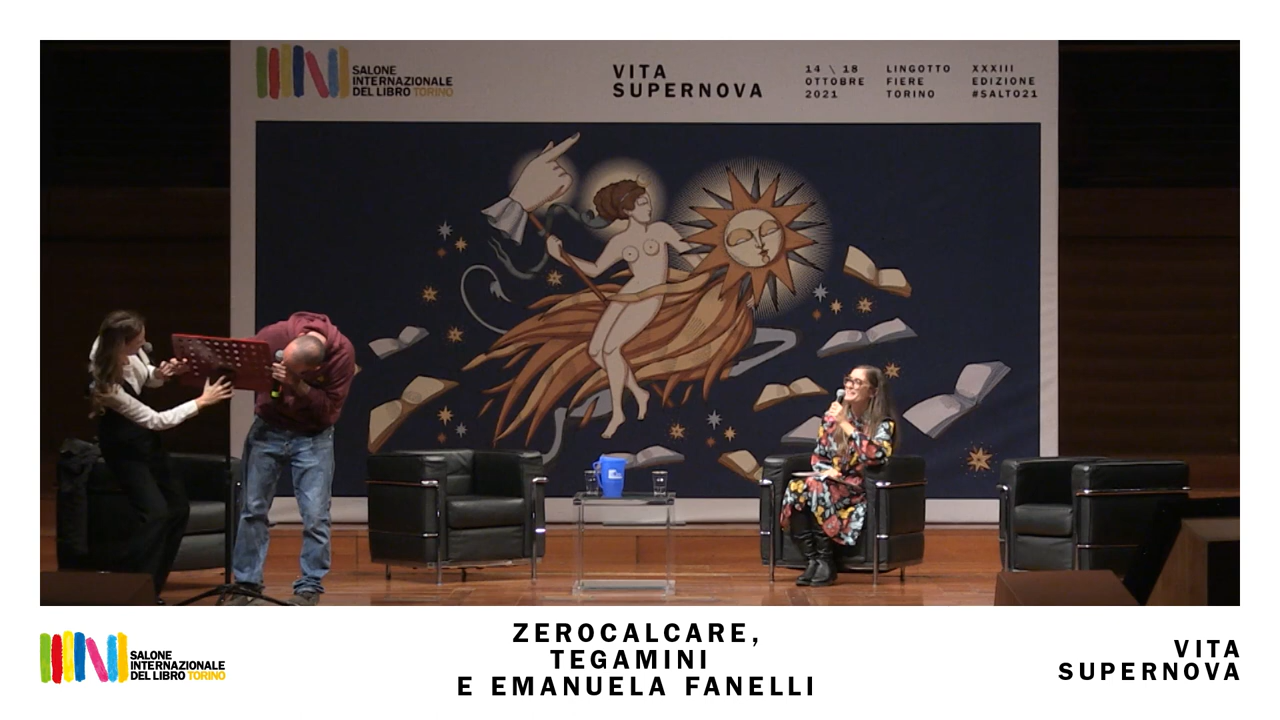 SALONE
INTERNAZIONALE
DEL LIBRO TORINO
VITA
SUPERNOVA
14 \ 18
OTTOBRE
2021
LINGOTTO
FIERE
TORINO
XXXIII
EDIZIONE
#SALTO21
SALONE
INTERNAZIONALE
DEL LIBRO TORINO
ZEROCALCARE,
TEGAMINI
E EMANUELA FANELLI
VITA
SUPERNOVA